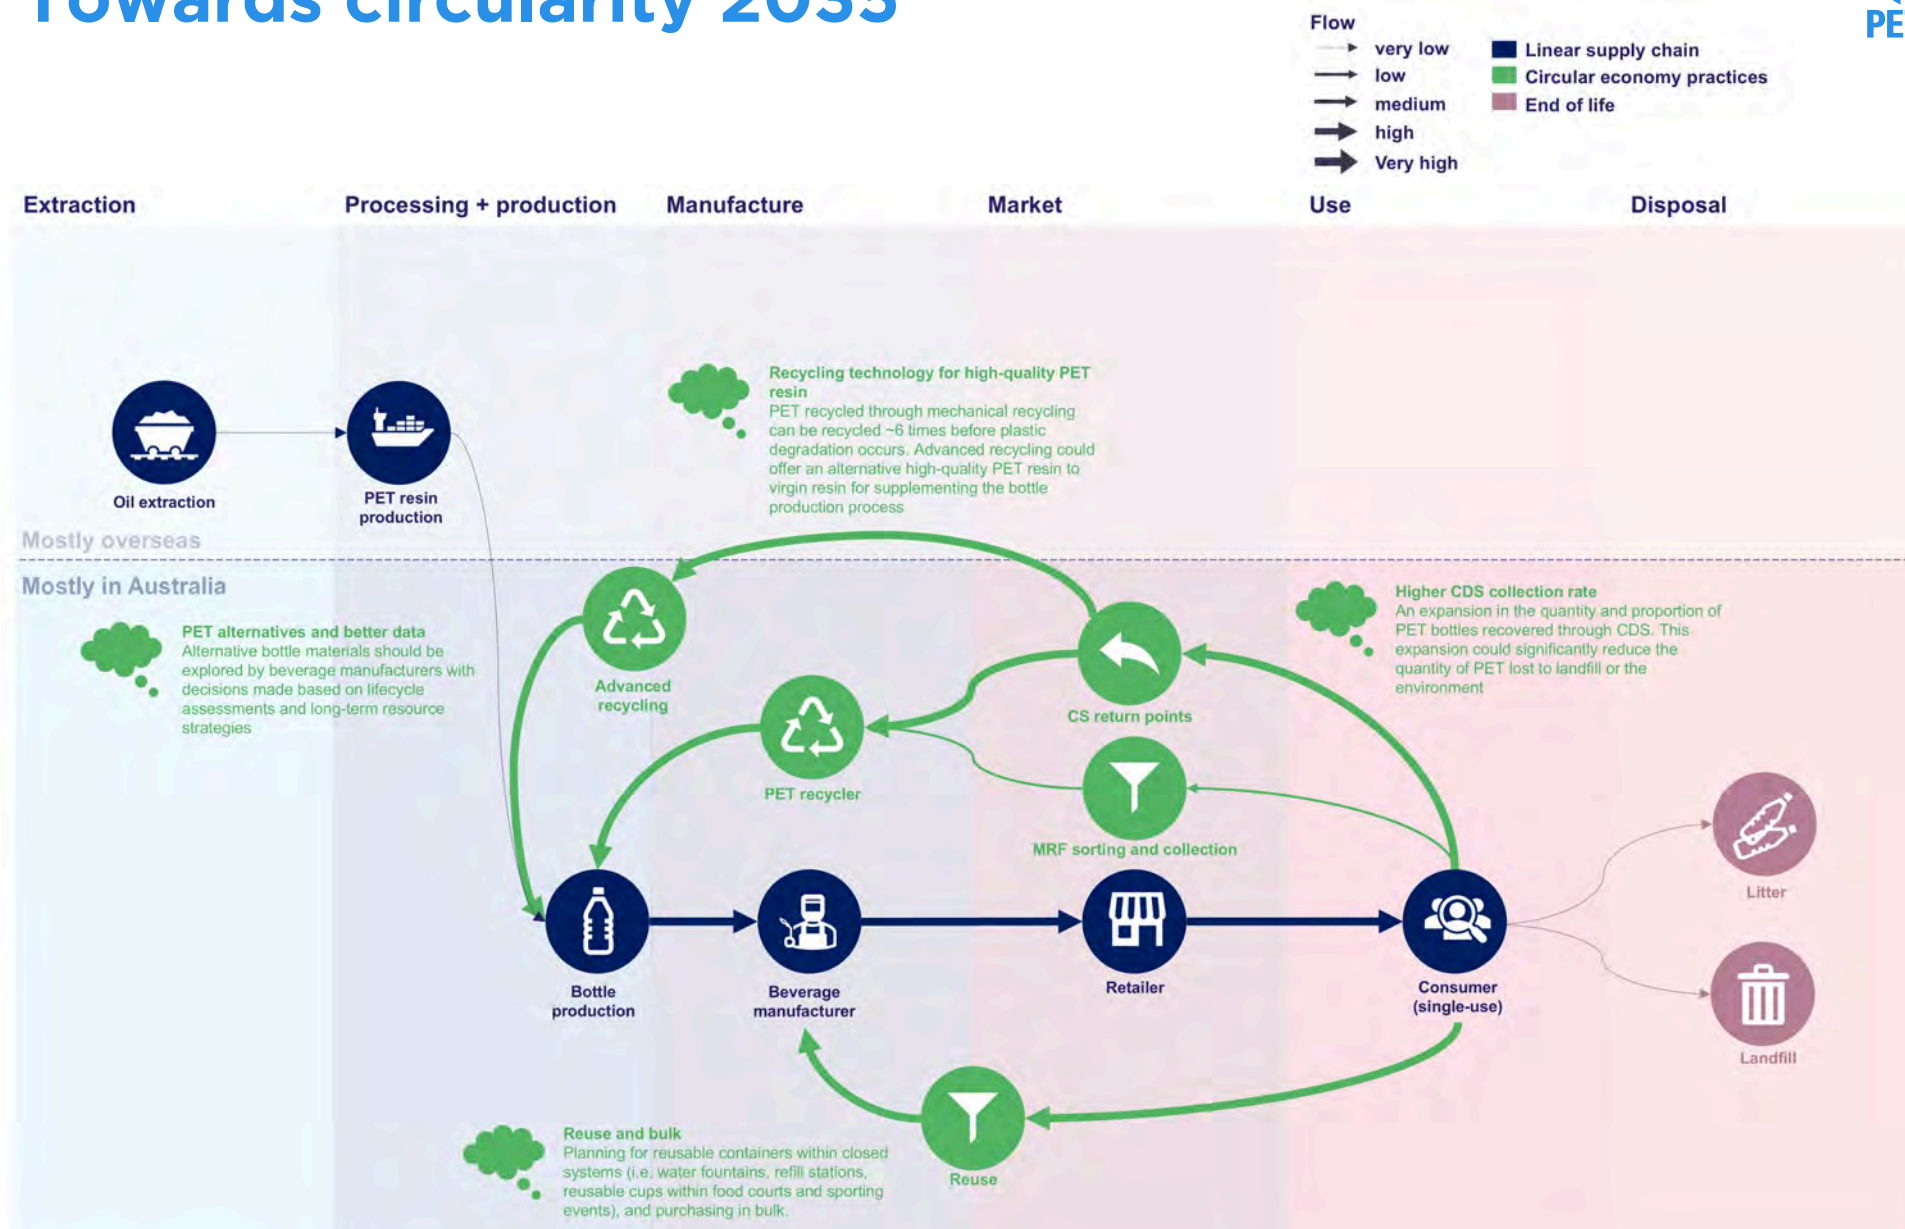 Towards circularity 2035
PE
Flow
very low
low
medium
high
Very high
Linear supply chain
Circular economy practices
End of life
Extraction
Processing + production
Manufacture
Market
Use
Disposal
Recycling technology for high-quality PET
resin
PET recycled through mechanical recycling
can be recycled ~6 times before plastic
degradation occurs. Advanced recycling could
offer an alternative high-quality PET resin to
virgin resin for supplementing the bottle
production process
Oil extraction
PET resin
production
Mostly overseas
Mostly in Australia
PET alternatives and better data
Alternative bottle materials should be
explored by beverage manufacturers with
decisions made based on lifecycle
assessments and long-term resource
strategies
Higher CDS collection rate
An expansion in the quantity and proportion of
PET bottles recovered through CDS. This
expansion could significantly reduce the
quantity of PET lost to landfill or the
environment
Advanced
recycling
CS return points
PET recycler
MRF sorting and collection
Litter
Bottle
production
Beverage
manufacturer
Retailer
Consumer
(single-use)
Landfill
Reuse and bulk
Planning for reusable containers within closed
systems (i.e. water fountains, refill stations,
reusable cups within food courts and sporting
events), and purchasing in bulk.
Reuse